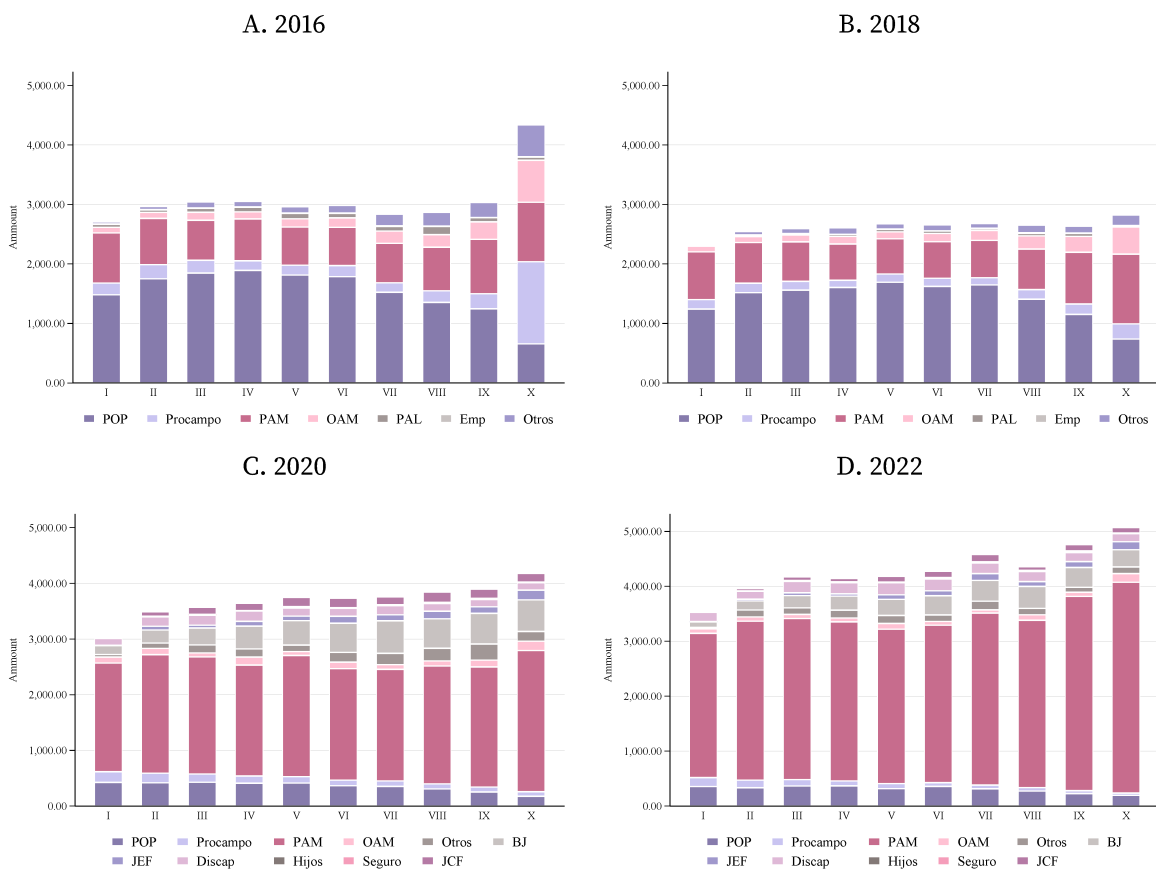 A. 2016
5,000.00
4,000.00
3,000.00
2,000.00
1,000.00
0.00
Ammount
I II III IV V VI VII VIII IX X
POP Procampo PAM OAM PAL Emp Otros
B. 2018
5,000.00
4,000.00
3,000.00
2,000.00
1,000.00
0.00
Ammount
I II III IV V VI VII VIII IX X
POP Procampo PAM OAM PAL Emp Otros
C. 2020
5,000.00
4,000.00
3,000.00
2,000.00
1,000.00
0.00
Ammount
I II III IV V VI VII VIII IX X
POP Procampo PAM OAM Otros BJ
JEF Discap Hijos Seguro JCF
D. 2022
5,000.00
4,000.00
3,000.00
2,000.00
1,000.00
0.00
Ammount
I II III IV V VI VII VIII IX X
POP Procampo PAM OAM Otros BJ
JEF Discap Hijos Seguro JCF